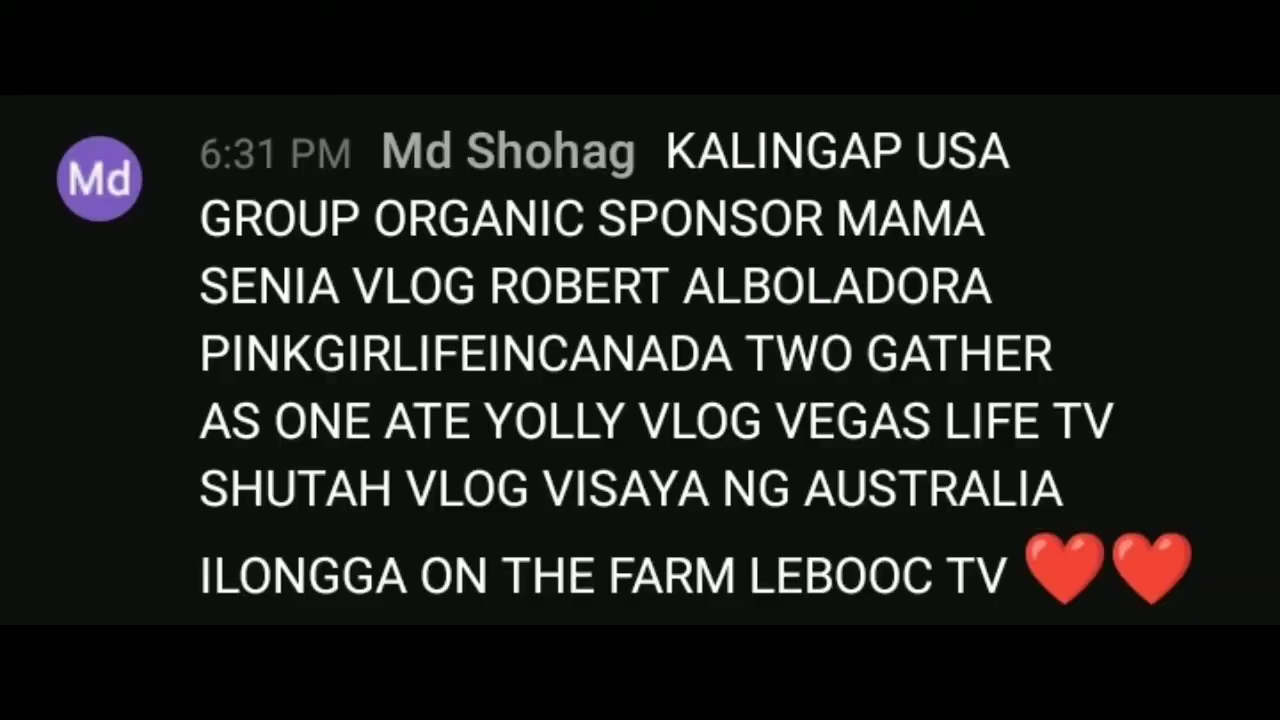 Md 6:31 PM Md Shohag KALINGAP USA
GROUP ORGANIC SPONSOR MAMA
SENIA VLOG ROBERT ALBOLADORA
PINKGIRLIFEINCANADA TWO GATHER
AS ONE ATE YOLLY VLOG VEGAS LIFE TV
SHUTAH VLOG VISAYA NG AUSTRALIA
ILONGGA ON THE FARM LEBOOC TV ❤️❤️